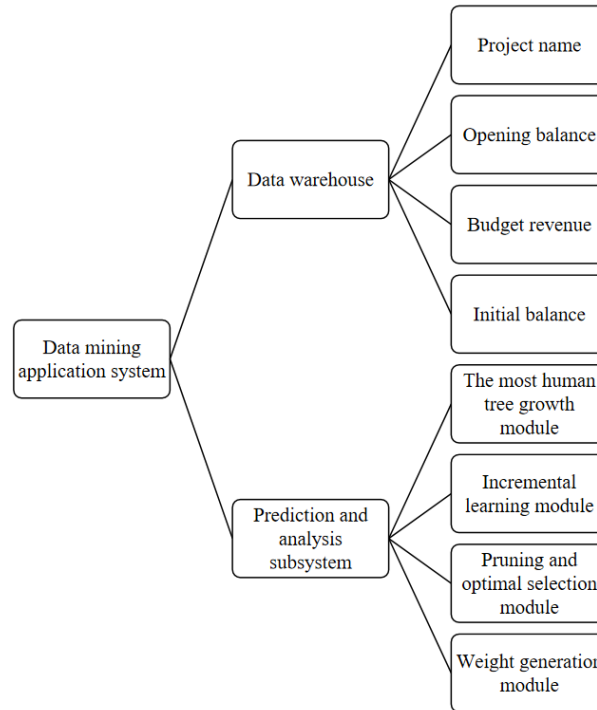 Project name
Opening balance
Data warehouse
Budget revenue
Initial balance
Data mining
application system
The most human
tree growth
module
Incremental
learning module
Prediction and
analysis
subsystem
Pruning and
optimal selection
module
Weight generation
module